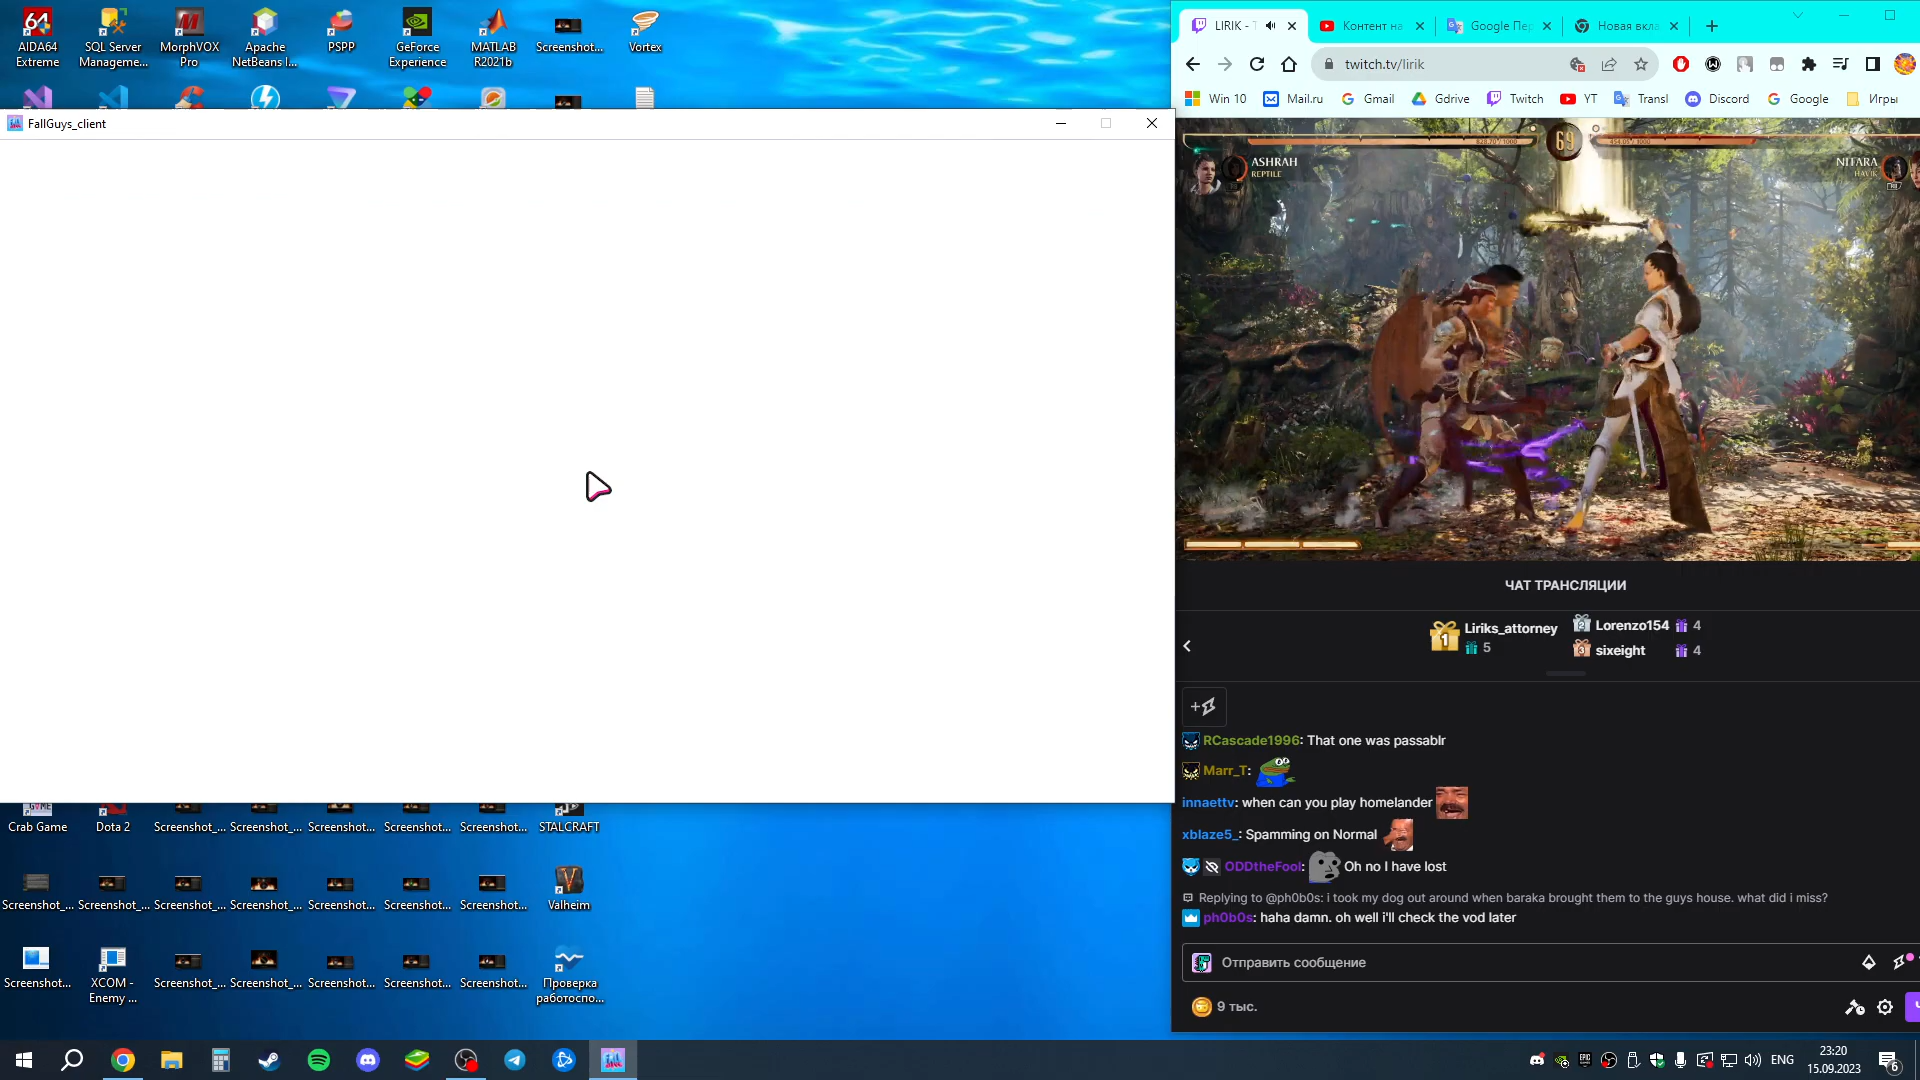 AIDA64 Extreme
SQL Server Manageme...
MorphVOX Pro
Apache NetBeans I...
PSPP
GeForce Experience
MATLAB R2021b
Screenshot...
Vortex
FallGuys_client
LIRIK - T
Контент на
Google Пер
Новая вкла
twitch.tv/lirik
Win 10
Mail.ru
Gmail
Gdrive
Twitch
YT
Transl
Discord
Google
Игры
69
ASHRAH
REPTILE
NITARA
HAVIK
ЧАТ ТРАНСЛЯЦИИ
1 Liriks_attorney 5
2 Lorenzo154 4
3 sixeight 4
RCascade1996: That one was passablr
Marr_T:
innaettv: when can you play homelander
xblaze5_: Spamming on Normal
ODDtheFool: Oh no I have lost
Replying to @ph0b0s: i took my dog out around when baraka brought them to the guys house. what did i miss?
ph0b0s: haha damn. oh well i'll check the vod later
Отправить сообщение
9 тыс.
Crab Game
Dota 2
Screenshot_...
Screenshot_...
Screenshot...
Screenshot...
Screenshot...
STALCRAFT
Screenshot_...
Screenshot_...
Screenshot_...
Screenshot_...
Screenshot...
Screenshot...
Screenshot...
Valheim
Screenshot...
XCOM - Enemy ...
Screenshot_...
Screenshot_...
Screenshot...
Screenshot...
Screenshot...
Проверка работоспо...
ENG
23:20
15.09.2023
6